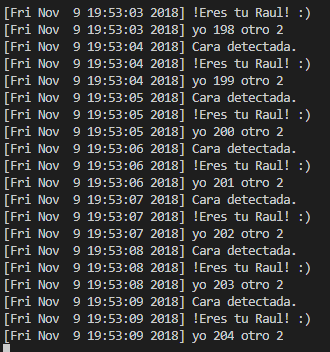 [Fri Nov  9 19:53:03 2018] !Eres tu Raul! :)
[Fri Nov  9 19:53:03 2018] yo 198 otro 2
[Fri Nov  9 19:53:04 2018] Cara detectada.
[Fri Nov  9 19:53:04 2018] !Eres tu Raul! :)
[Fri Nov  9 19:53:04 2018] yo 199 otro 2
[Fri Nov  9 19:53:05 2018] Cara detectada.
[Fri Nov  9 19:53:05 2018] !Eres tu Raul! :)
[Fri Nov  9 19:53:05 2018] yo 200 otro 2
[Fri Nov  9 19:53:06 2018] Cara detectada.
[Fri Nov  9 19:53:06 2018] !Eres tu Raul! :)
[Fri Nov  9 19:53:06 2018] yo 201 otro 2
[Fri Nov  9 19:53:07 2018] Cara detectada.
[Fri Nov  9 19:53:07 2018] !Eres tu Raul! :)
[Fri Nov  9 19:53:07 2018] yo 202 otro 2
[Fri Nov  9 19:53:08 2018] Cara detectada.
[Fri Nov  9 19:53:08 2018] !Eres tu Raul! :)
[Fri Nov  9 19:53:08 2018] yo 203 otro 2
[Fri Nov  9 19:53:09 2018] Cara detectada.
[Fri Nov  9 19:53:09 2018] !Eres tu Raul! :)
[Fri Nov  9 19:53:09 2018] yo 204 otro 2